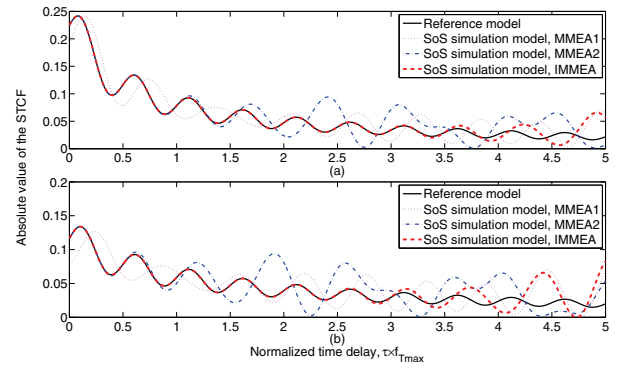 0.25
0.2
0.15
0.1
0.05
0
0 0.5 1 1.5 2 2.5 3 3.5 4 4.5 5
(a)
Reference model
SoS simulation model, MMEA1
SoS simulation model, MMEA2
SoS simulation model, IMMEA
Absolute value of the STCF
0.2
0.15
0.1
0.05
0
0 0.5 1 1.5 2 2.5 3 3.5 4 4.5 5
(b)
Reference model
SoS simulation model, MMEA1
SoS simulation model, MMEA2
SoS simulation model, IMMEA
Normalized time delay, τ×fTmax